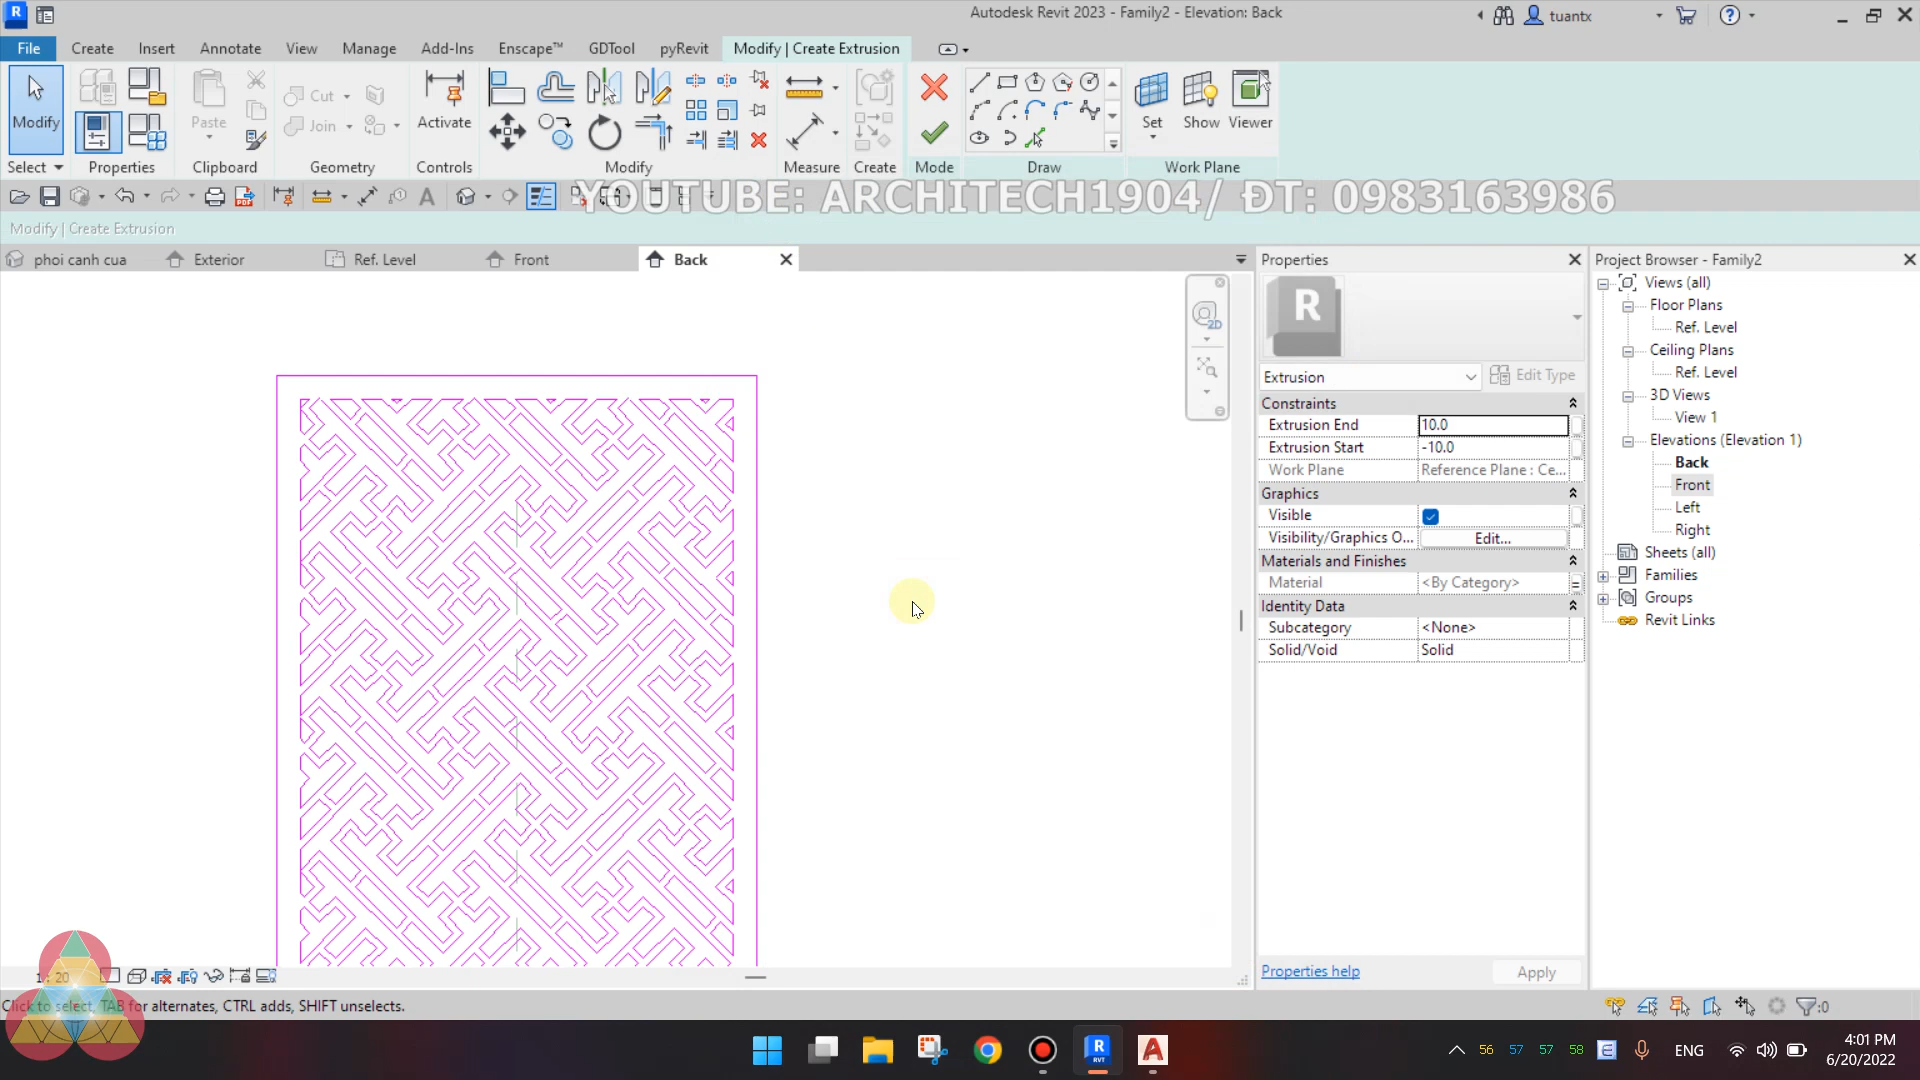 Autodesk Revit 2023 - Family2 - Elevation: Back
tuantx
File Create Insert Annotate View Manage Add-Ins Enscape™ GDTool pyRevit Modify | Create Extrusion
Modify
Paste
Cut
Join
Activate
Set
Show
Viewer
Select Properties Clipboard Geometry Controls Modify Measure Create Mode Draw Work Plane
YOUTUBE: ARCHITECH1904/ ĐT: 0983163986
Modify | Create Extrusion
phoi canh cua
Exterior
Ref. Level
Front
Back
2D
Properties
R
Extrusion
Edit Type
Constraints
Extrusion End 10.0
Extrusion Start -10.0
Work Plane Reference Plane : Ce...
Graphics
Visible
Visibility/Graphics O... Edit...
Materials and Finishes
Material <By Category>
Identity Data
Subcategory <None>
Solid/Void Solid
Properties help
Apply
Project Browser - Family2
Views (all)
Floor Plans
Ref. Level
Ceiling Plans
Ref. Level
3D Views
View 1
Elevations (Elevation 1)
Back
Front
Left
Right
Sheets (all)
Families
Groups
Revit Links
1 : 20
Click to select, TAB for alternates, CTRL adds, SHIFT unselects.
:0
56 57 57 58
ENG
4:01 PM
6/20/2022